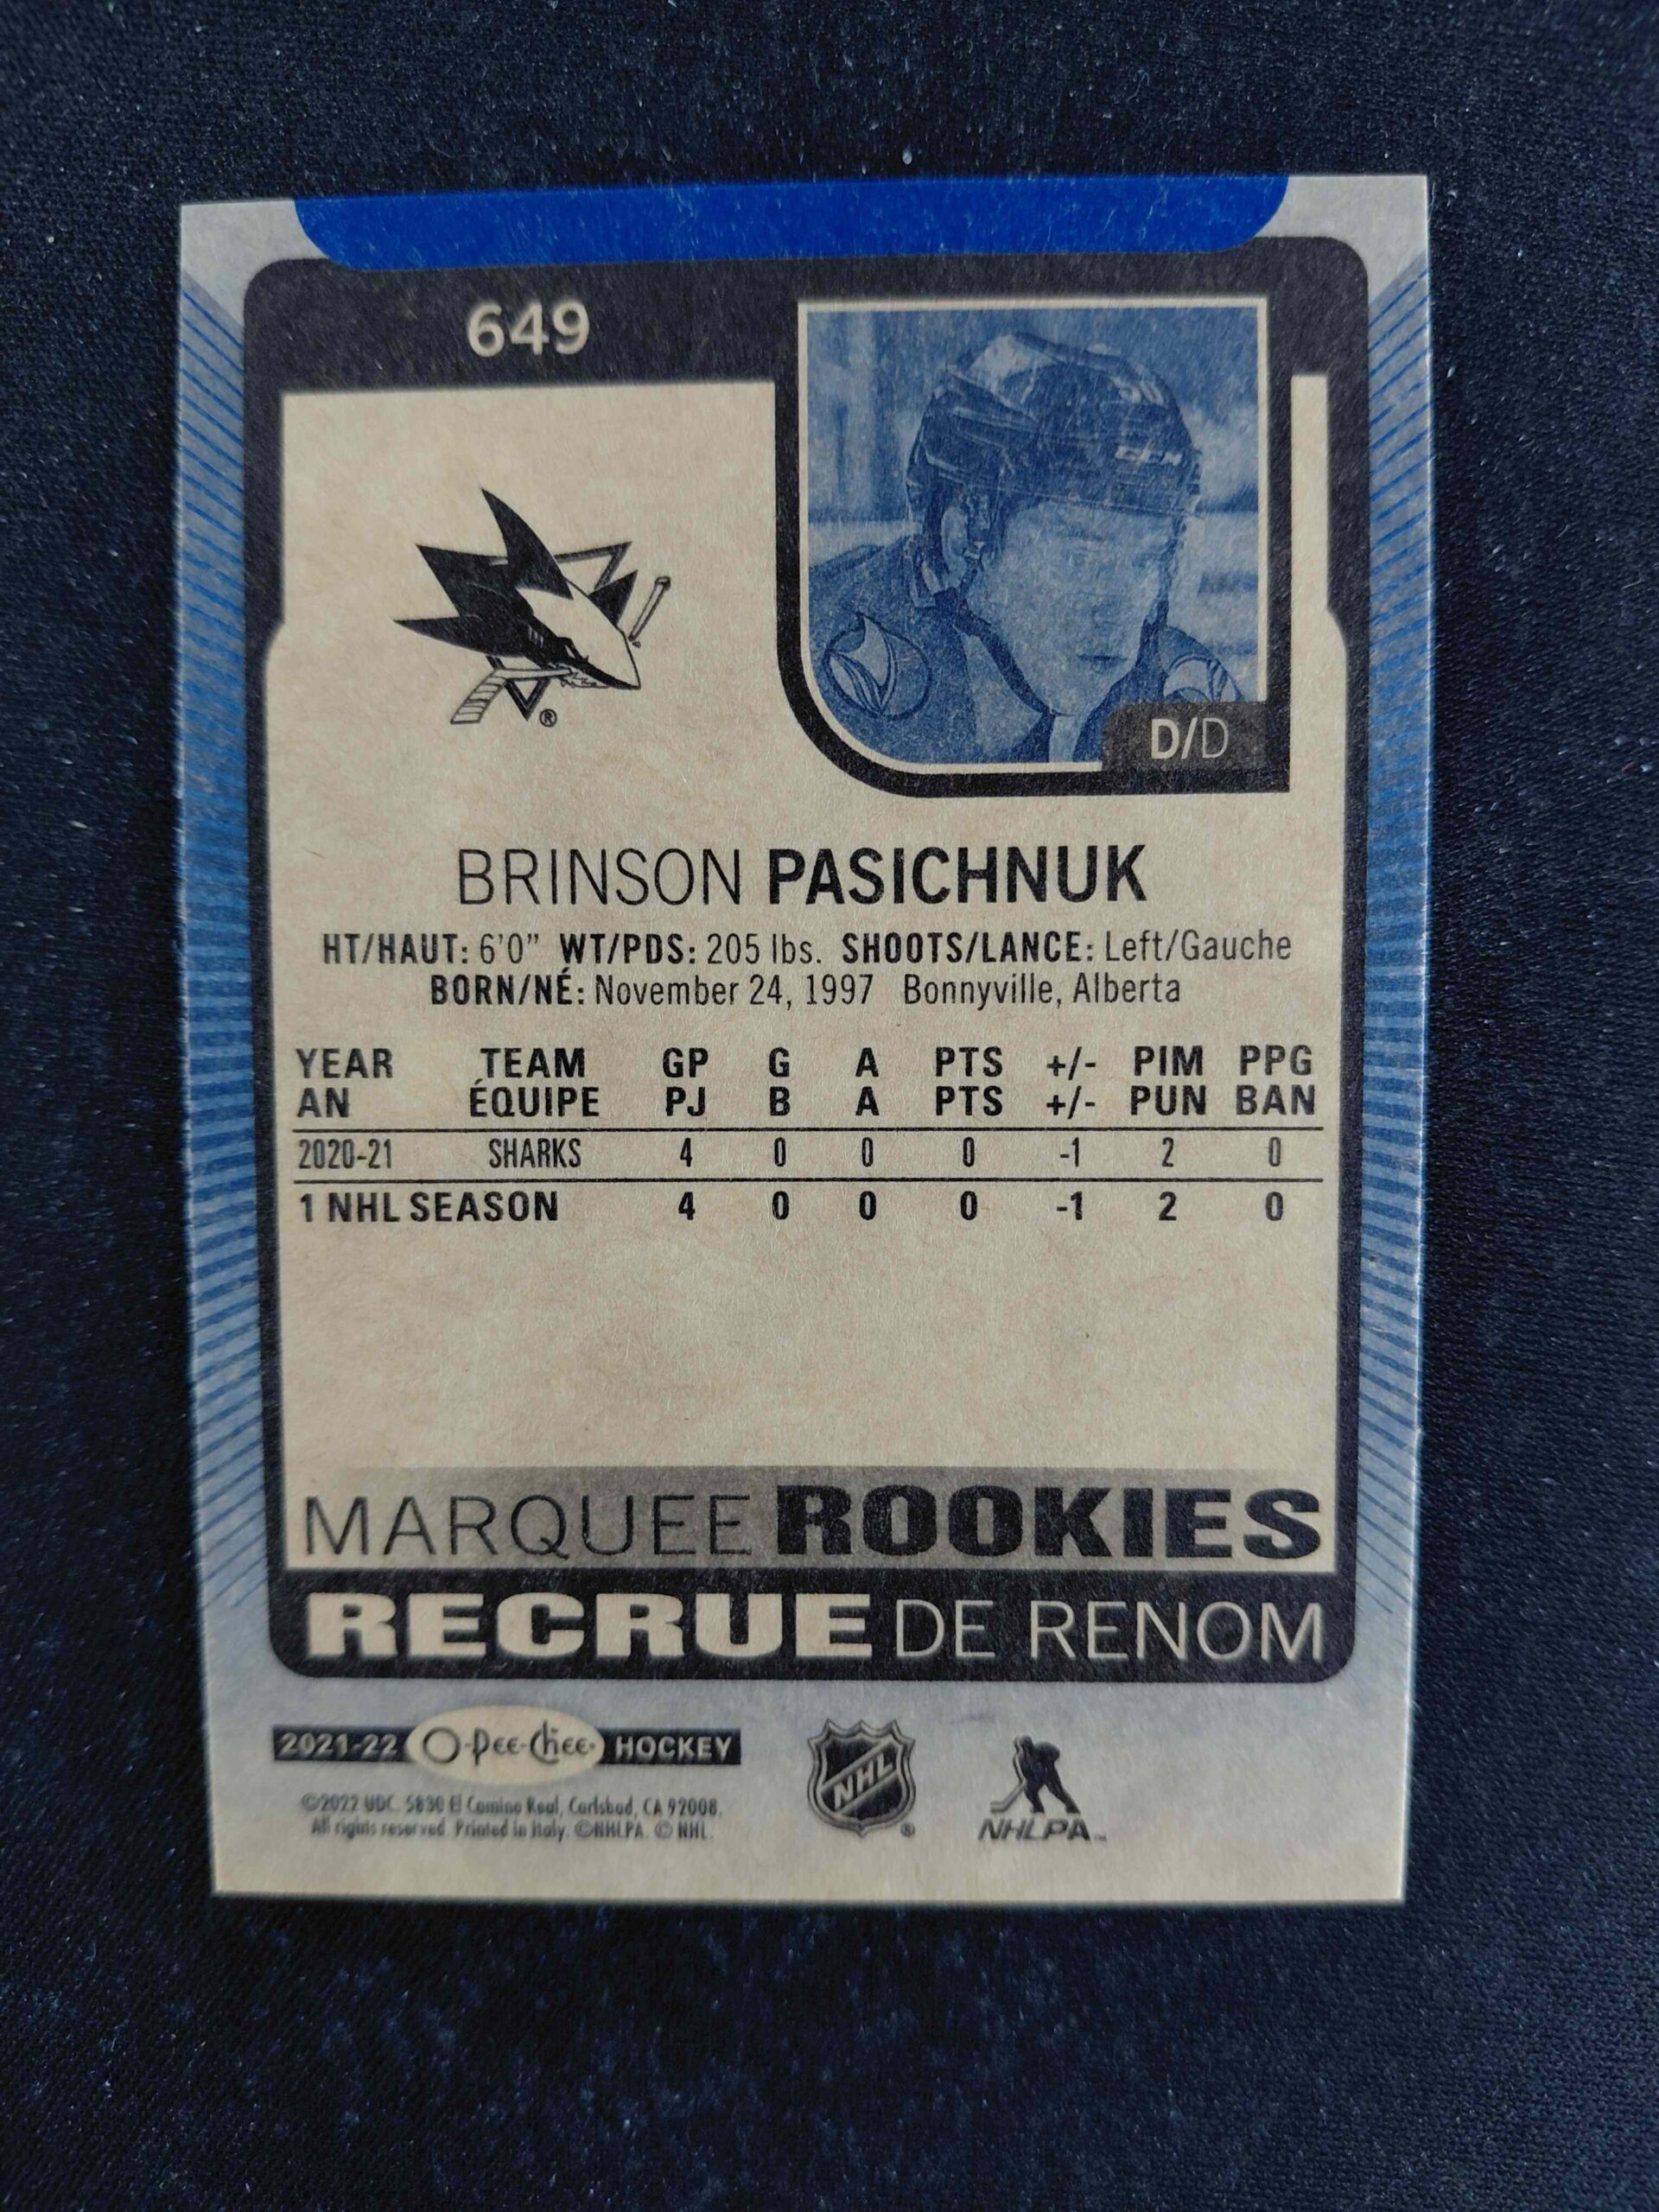 649
50
CCM
D/D
BRINSON PASICHNUK
HT/HAUT: 6'0" WT/PDS: 205 lbs. SHOOTS/LANCE: Left/Gauche
BORN/NÉ: November 24, 1997 Bonnyville, Alberta
YEAR TEAM GP G A PTS +/- PIM PPG
AN ÉQUIPE PJ B A PTS +/- PUN BAN
2020-21 SHARKS 4 0 0 0 -1 2 0
1 NHL SEASON 4 0 0 0 -1 2 0
MARQUEE ROOKIES
RECRUE DE RENOM
2021-22 O-Pee-Chee HOCKEY
©2022 UDC. 5830 El Camino Real, Carlsbad, CA 92008.
All rights reserved. Printed in Italy. ©NHLPA. © NHL.
NHL ®
NHLPA™
®